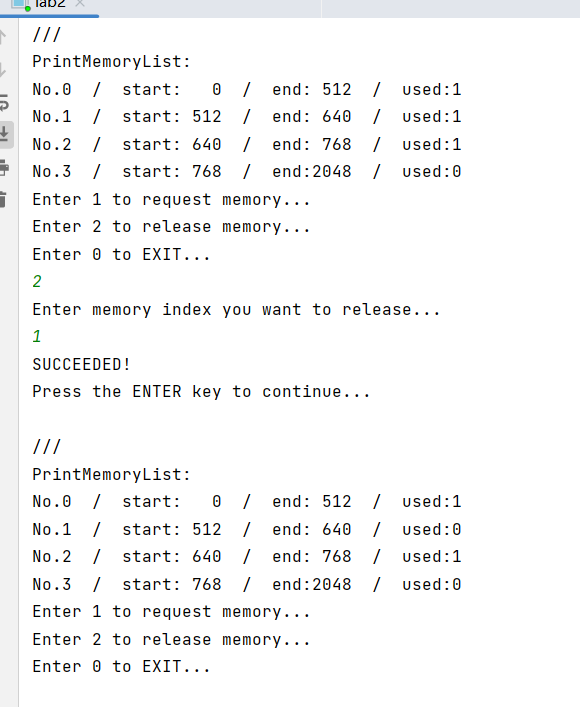 lab2
///
PrintMemoryList:
No.0  /  start:   0  /  end: 512  /  used:1
No.1  /  start: 512  /  end: 640  /  used:1
No.2  /  start: 640  /  end: 768  /  used:1
No.3  /  start: 768  /  end:2048  /  used:0
Enter 1 to request memory...
Enter 2 to release memory...
Enter 0 to EXIT...
2
Enter memory index you want to release...
1
SUCCEEDED!
Press the ENTER key to continue...
///
PrintMemoryList:
No.0  /  start:   0  /  end: 512  /  used:1
No.1  /  start: 512  /  end: 640  /  used:0
No.2  /  start: 640  /  end: 768  /  used:1
No.3  /  start: 768  /  end:2048  /  used:0
Enter 1 to request memory...
Enter 2 to release memory...
Enter 0 to EXIT...